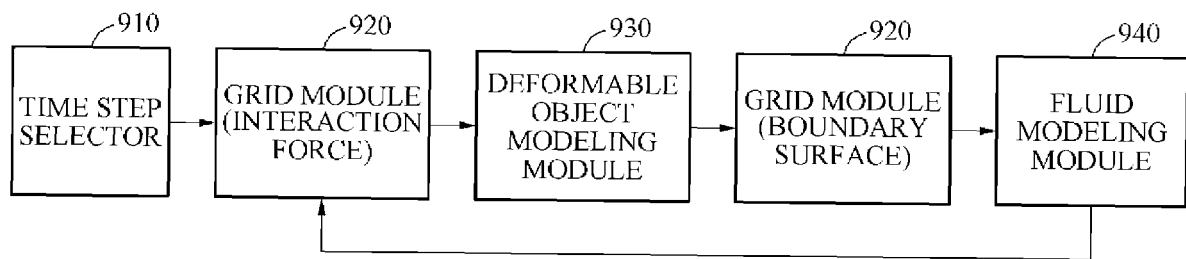 910
920
930
920
940
TIME STEP
SELECTOR
GRID MODULE
(INTERACTION
FORCE)
DEFORMABLE
OBJECT
MODELING
MODULE
GRID MODULE
(BOUNDARY
SURFACE)
FLUID
MODELING
MODULE